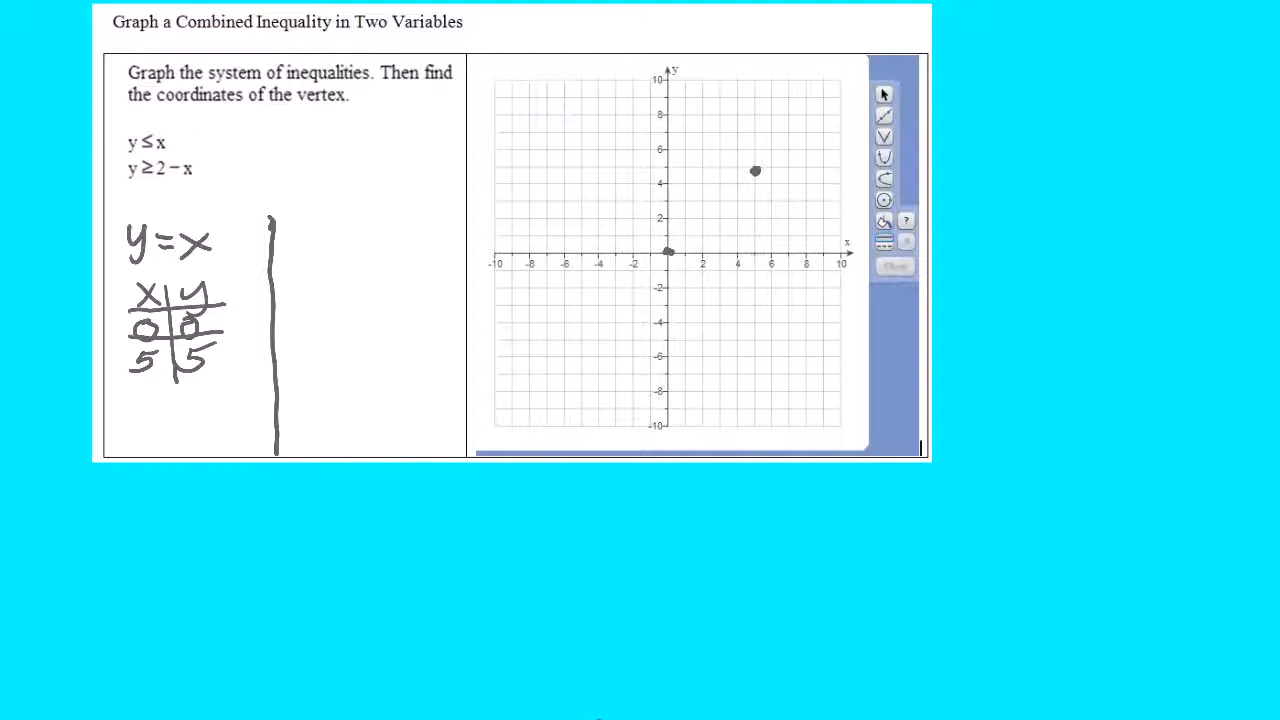 Graph a Combined Inequality in Two Variables
Graph the system of inequalities. Then find
the coordinates of the vertex.
y≤x
y≥2−x
y=x
x y
0 0
5 5
y
10
8
6
4
2
x
-10 -8 -6 -4 -2 2 4 6 8 10
-2
-4
-6
-8
-10
?